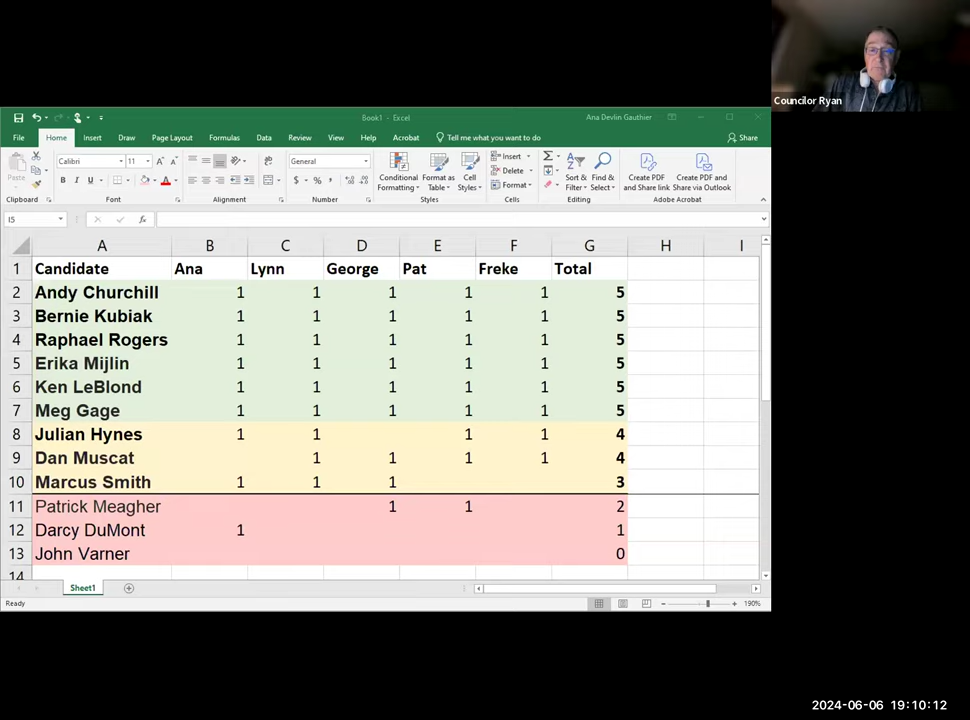 Councilor Ryan
Book1 - Excel
Ana Devlin Gauthier
File Home Insert Draw Page Layout Formulas Data Review View Help Acrobat Tell me what you want to do Share
Paste
Calibri 11
B I U A
General
$ % ,
Conditional Formatting
Format as Table
Cell Styles
Insert
Delete
Format
Sort & Filter
Find & Select
Create PDF and Share link
Create PDF and Share via Outlook
Clipboard Font Alignment Number Styles Cells Editing Adobe Acrobat
I5 fx
A B C D E F G H I
1 Candidate Ana Lynn George Pat Freke Total
2 Andy Churchill 1 1 1 1 1 5
3 Bernie Kubiak 1 1 1 1 1 5
4 Raphael Rogers 1 1 1 1 1 5
5 Erika Mijlin 1 1 1 1 1 5
6 Ken LeBlond 1 1 1 1 1 5
7 Meg Gage 1 1 1 1 1 5
8 Julian Hynes 1 1 1 1 4
9 Dan Muscat 1 1 1 1 4
10 Marcus Smith 1 1 1 3
11 Patrick Meagher 1 1 2
12 Darcy DuMont 1 1
13 John Varner 0
14
Sheet1
Ready 190%
2024-06-06 19:10:12